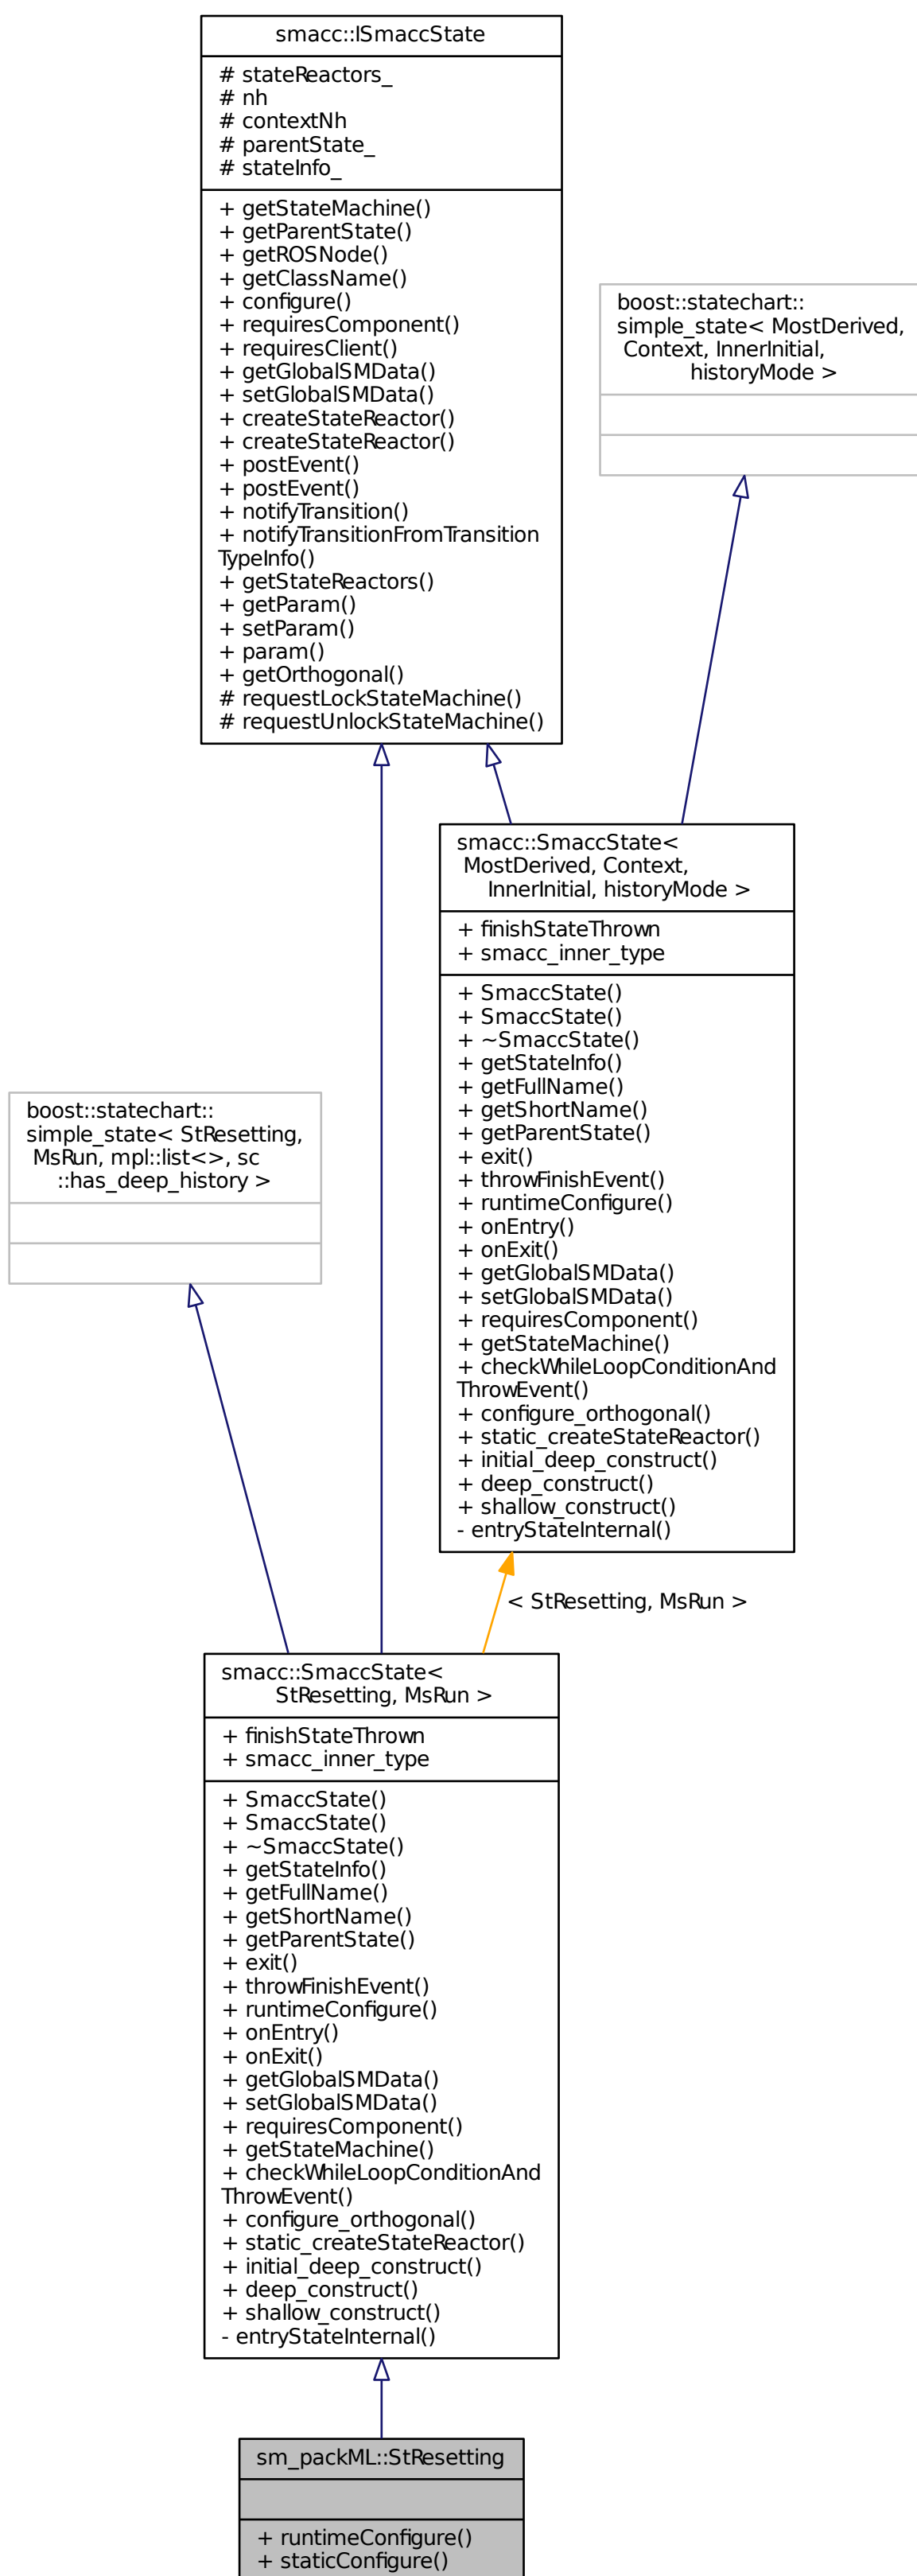 smacc::ISmaccState
# stateReactors_
# nh
# contextNh
# parentState_
# stateInfo_
+ getStateMachine()
+ getParentState()
+ getROSNode()
+ getClassName()
+ configure()
+ requiresComponent()
+ requiresClient()
+ getGlobalSMData()
+ setGlobalSMData()
+ createStateReactor()
+ createStateReactor()
+ postEvent()
+ postEvent()
+ notifyTransition()
+ notifyTransitionFromTransition
TypeInfo()
+ getStateReactors()
+ getParam()
+ setParam()
+ param()
+ getOrthogonal()
# requestLockStateMachine()
# requestUnlockStateMachine()
boost::statechart::
simple_state< MostDerived,
Context, InnerInitial,
historyMode >
smacc::SmaccState<
MostDerived, Context,
InnerInitial, historyMode >
+ finishStateThrown
+ smacc_inner_type
+ SmaccState()
+ SmaccState()
+ ~SmaccState()
+ getStateInfo()
+ getFullName()
+ getShortName()
+ getParentState()
+ exit()
+ throwFinishEvent()
+ runtimeConfigure()
+ onEntry()
+ onExit()
+ getGlobalSMData()
+ setGlobalSMData()
+ requiresComponent()
+ getStateMachine()
+ checkWhileLoopConditionAnd
ThrowEvent()
+ configure_orthogonal()
+ static_createStateReactor()
+ initial_deep_construct()
+ deep_construct()
+ shallow_construct()
- entryStateInternal()
boost::statechart::
simple_state< StResetting,
MsRun, mpl::list<>, sc
::has_deep_history >
< StResetting, MsRun >
smacc::SmaccState<
StResetting, MsRun >
+ finishStateThrown
+ smacc_inner_type
+ SmaccState()
+ SmaccState()
+ ~SmaccState()
+ getStateInfo()
+ getFullName()
+ getShortName()
+ getParentState()
+ exit()
+ throwFinishEvent()
+ runtimeConfigure()
+ onEntry()
+ onExit()
+ getGlobalSMData()
+ setGlobalSMData()
+ requiresComponent()
+ getStateMachine()
+ checkWhileLoopConditionAnd
ThrowEvent()
+ configure_orthogonal()
+ static_createStateReactor()
+ initial_deep_construct()
+ deep_construct()
+ shallow_construct()
- entryStateInternal()
sm_packML::StResetting
+ runtimeConfigure()
+ staticConfigure()